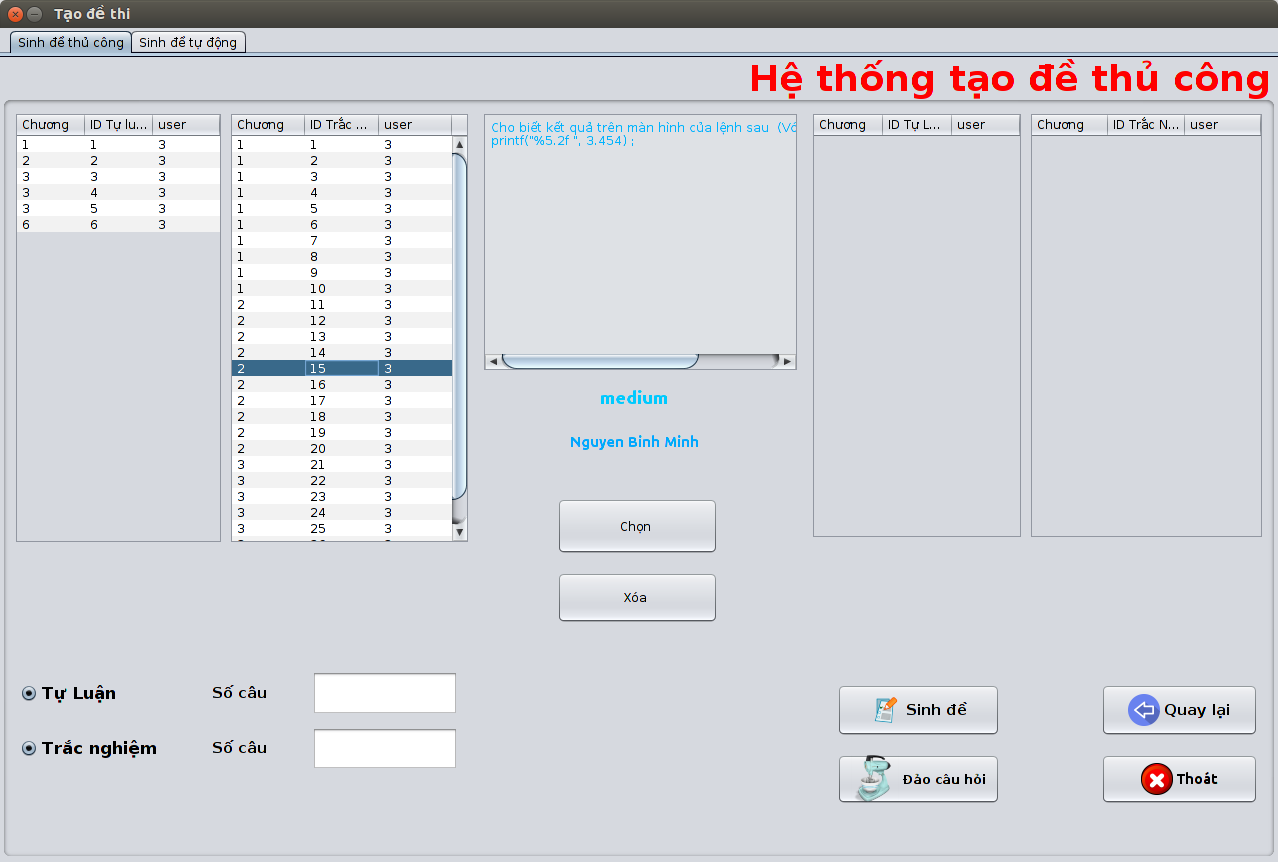 Tạo đề thi
Sinh đề thủ công
Sinh đề tự động
Hệ thống tạo đề thủ công
Chương ID Tự lu... user
1 1 3
2 2 3
3 3 3
3 4 3
3 5 3
6 6 3
Chương ID Trắc ... user
1 1 3
1 2 3
1 3 3
1 4 3
1 5 3
1 6 3
1 7 3
1 8 3
1 9 3
1 10 3
2 11 3
2 12 3
2 13 3
2 14 3
2 15 3
2 16 3
2 17 3
2 18 3
2 19 3
2 20 3
3 21 3
3 22 3
3 23 3
3 24 3
3 25 3
Cho biết kết quả trên màn hình của lệnh sau (Vớ
printf("%5.2f ", 3.454) ;
medium
Nguyen Binh Minh
Chọn
Xóa
Chương ID Tự L... user
Chương ID Trắc N... user
Tự Luận Số câu
Trắc nghiệm Số câu
Sinh đề
Quay lại
Đảo câu hỏi
Thoát